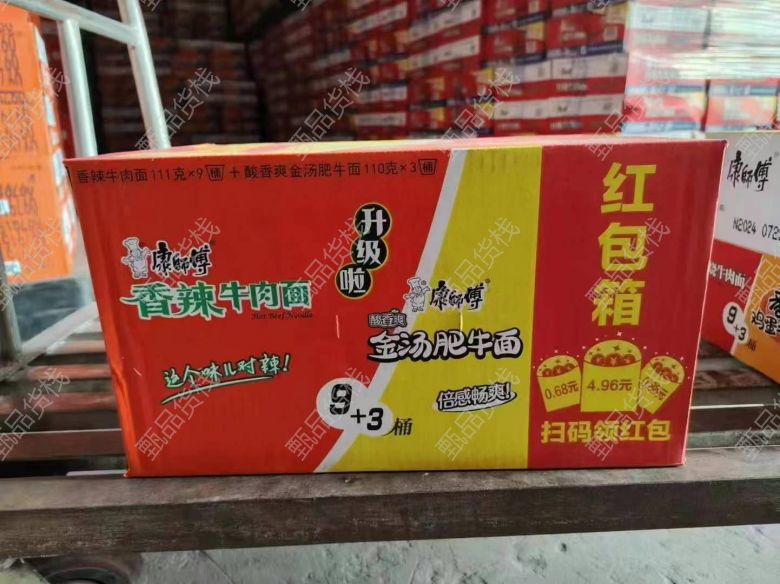 香辣牛肉面111克×9桶+酸香爽金汤肥牛面110克×3桶
升级啦
康师傅
香辣牛肉面
Hot Beef Noodle
这个味儿对辣！
康师傅
酸香爽
金汤肥牛面
倍感畅爽！
9+3桶
红包箱
0.68元
4.96元
扫码领红包
康师傅
N2024 072
9+3桶
甄品货栈